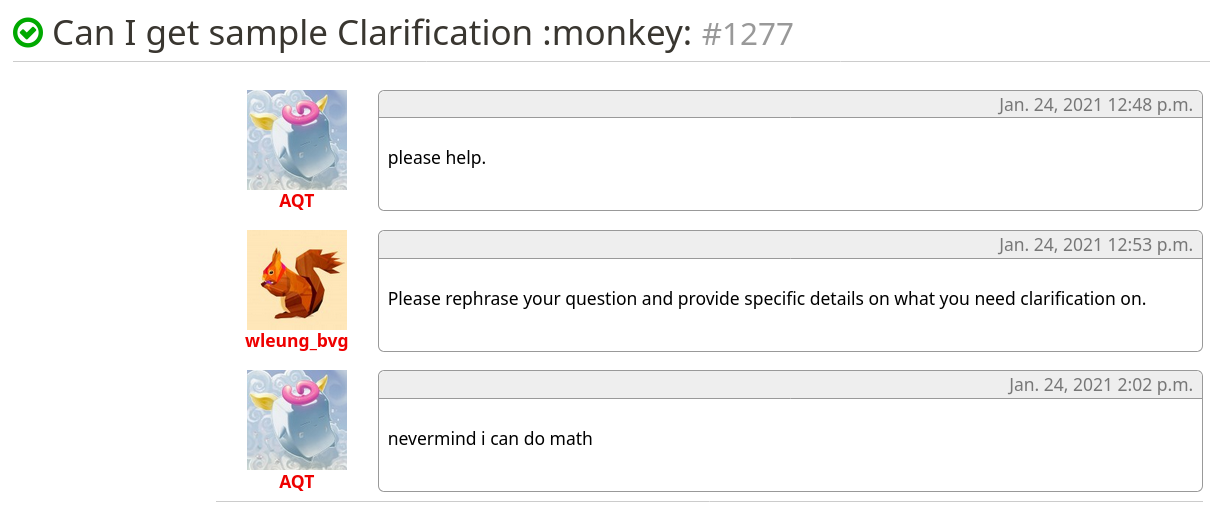 Can I get sample Clarification :monkey: #1277
Jan. 24, 2021 12:48 p.m.
please help.
AQT
Jan. 24, 2021 12:53 p.m.
Please rephrase your question and provide specific details on what you need clarification on.
wleung_bvg
Jan. 24, 2021 2:02 p.m.
nevermind i can do math
AQT